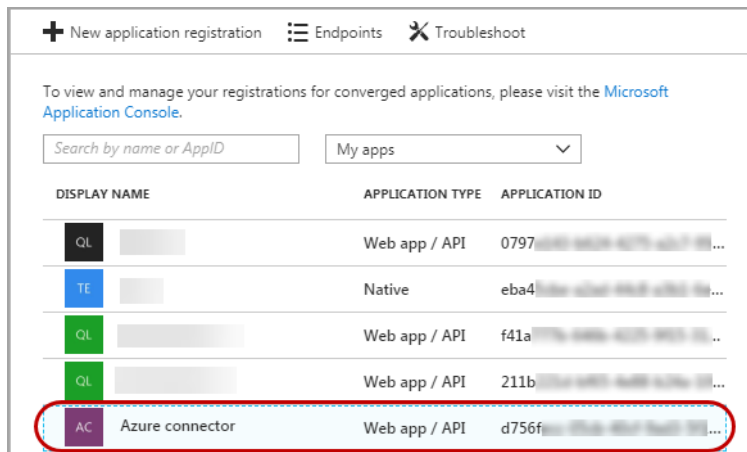 New application registration Endpoints Troubleshoot
To view and manage your registrations for converged applications, please visit the Microsoft
Application Console.
Search by name or AppID My apps
DISPLAY NAME APPLICATION TYPE APPLICATION ID
QL Web app / API 0797
TE Native eba4
QL Web app / API f41a
QL Web app / API 211b
AC Azure connector Web app / API d756f